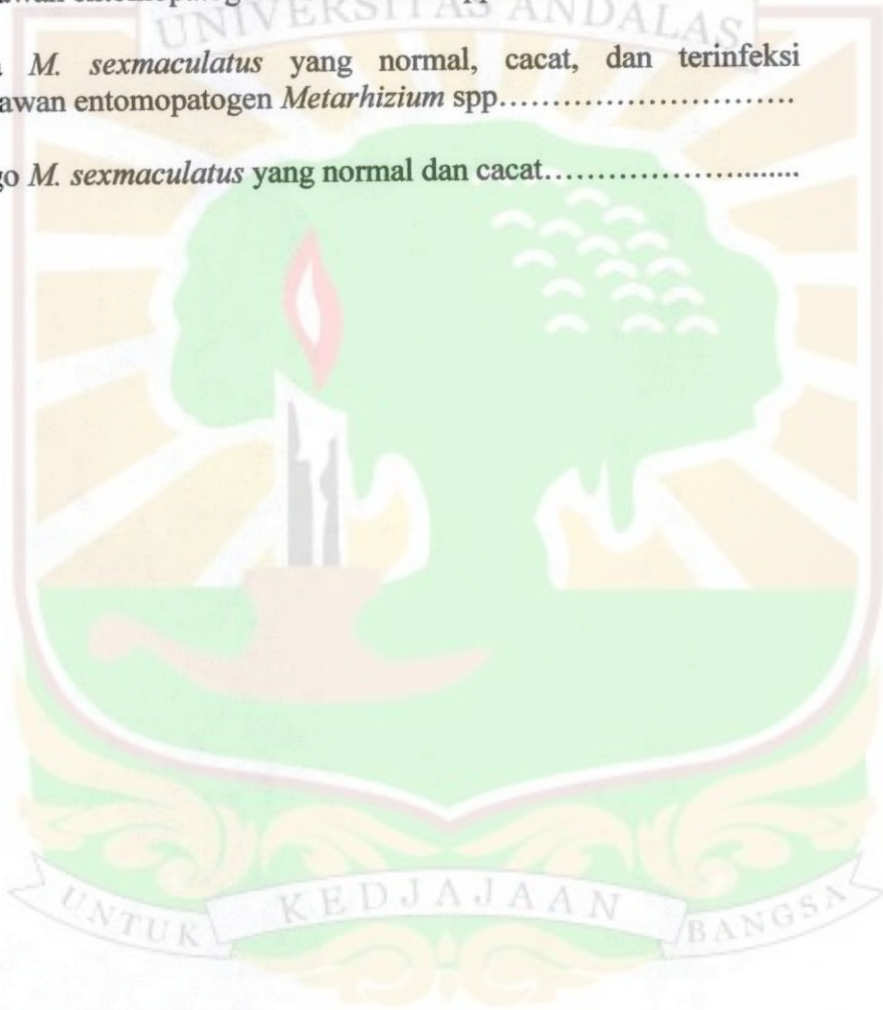 UNIVERSITAS ANDALAS
M. sexmaculatus yang normal, cacat, dan terinfeksi
entomopatogen Metarhizium spp..............................
M. sexmaculatus yang normal dan cacat..............................
UNTUK KEDJAJAAN BANGSA